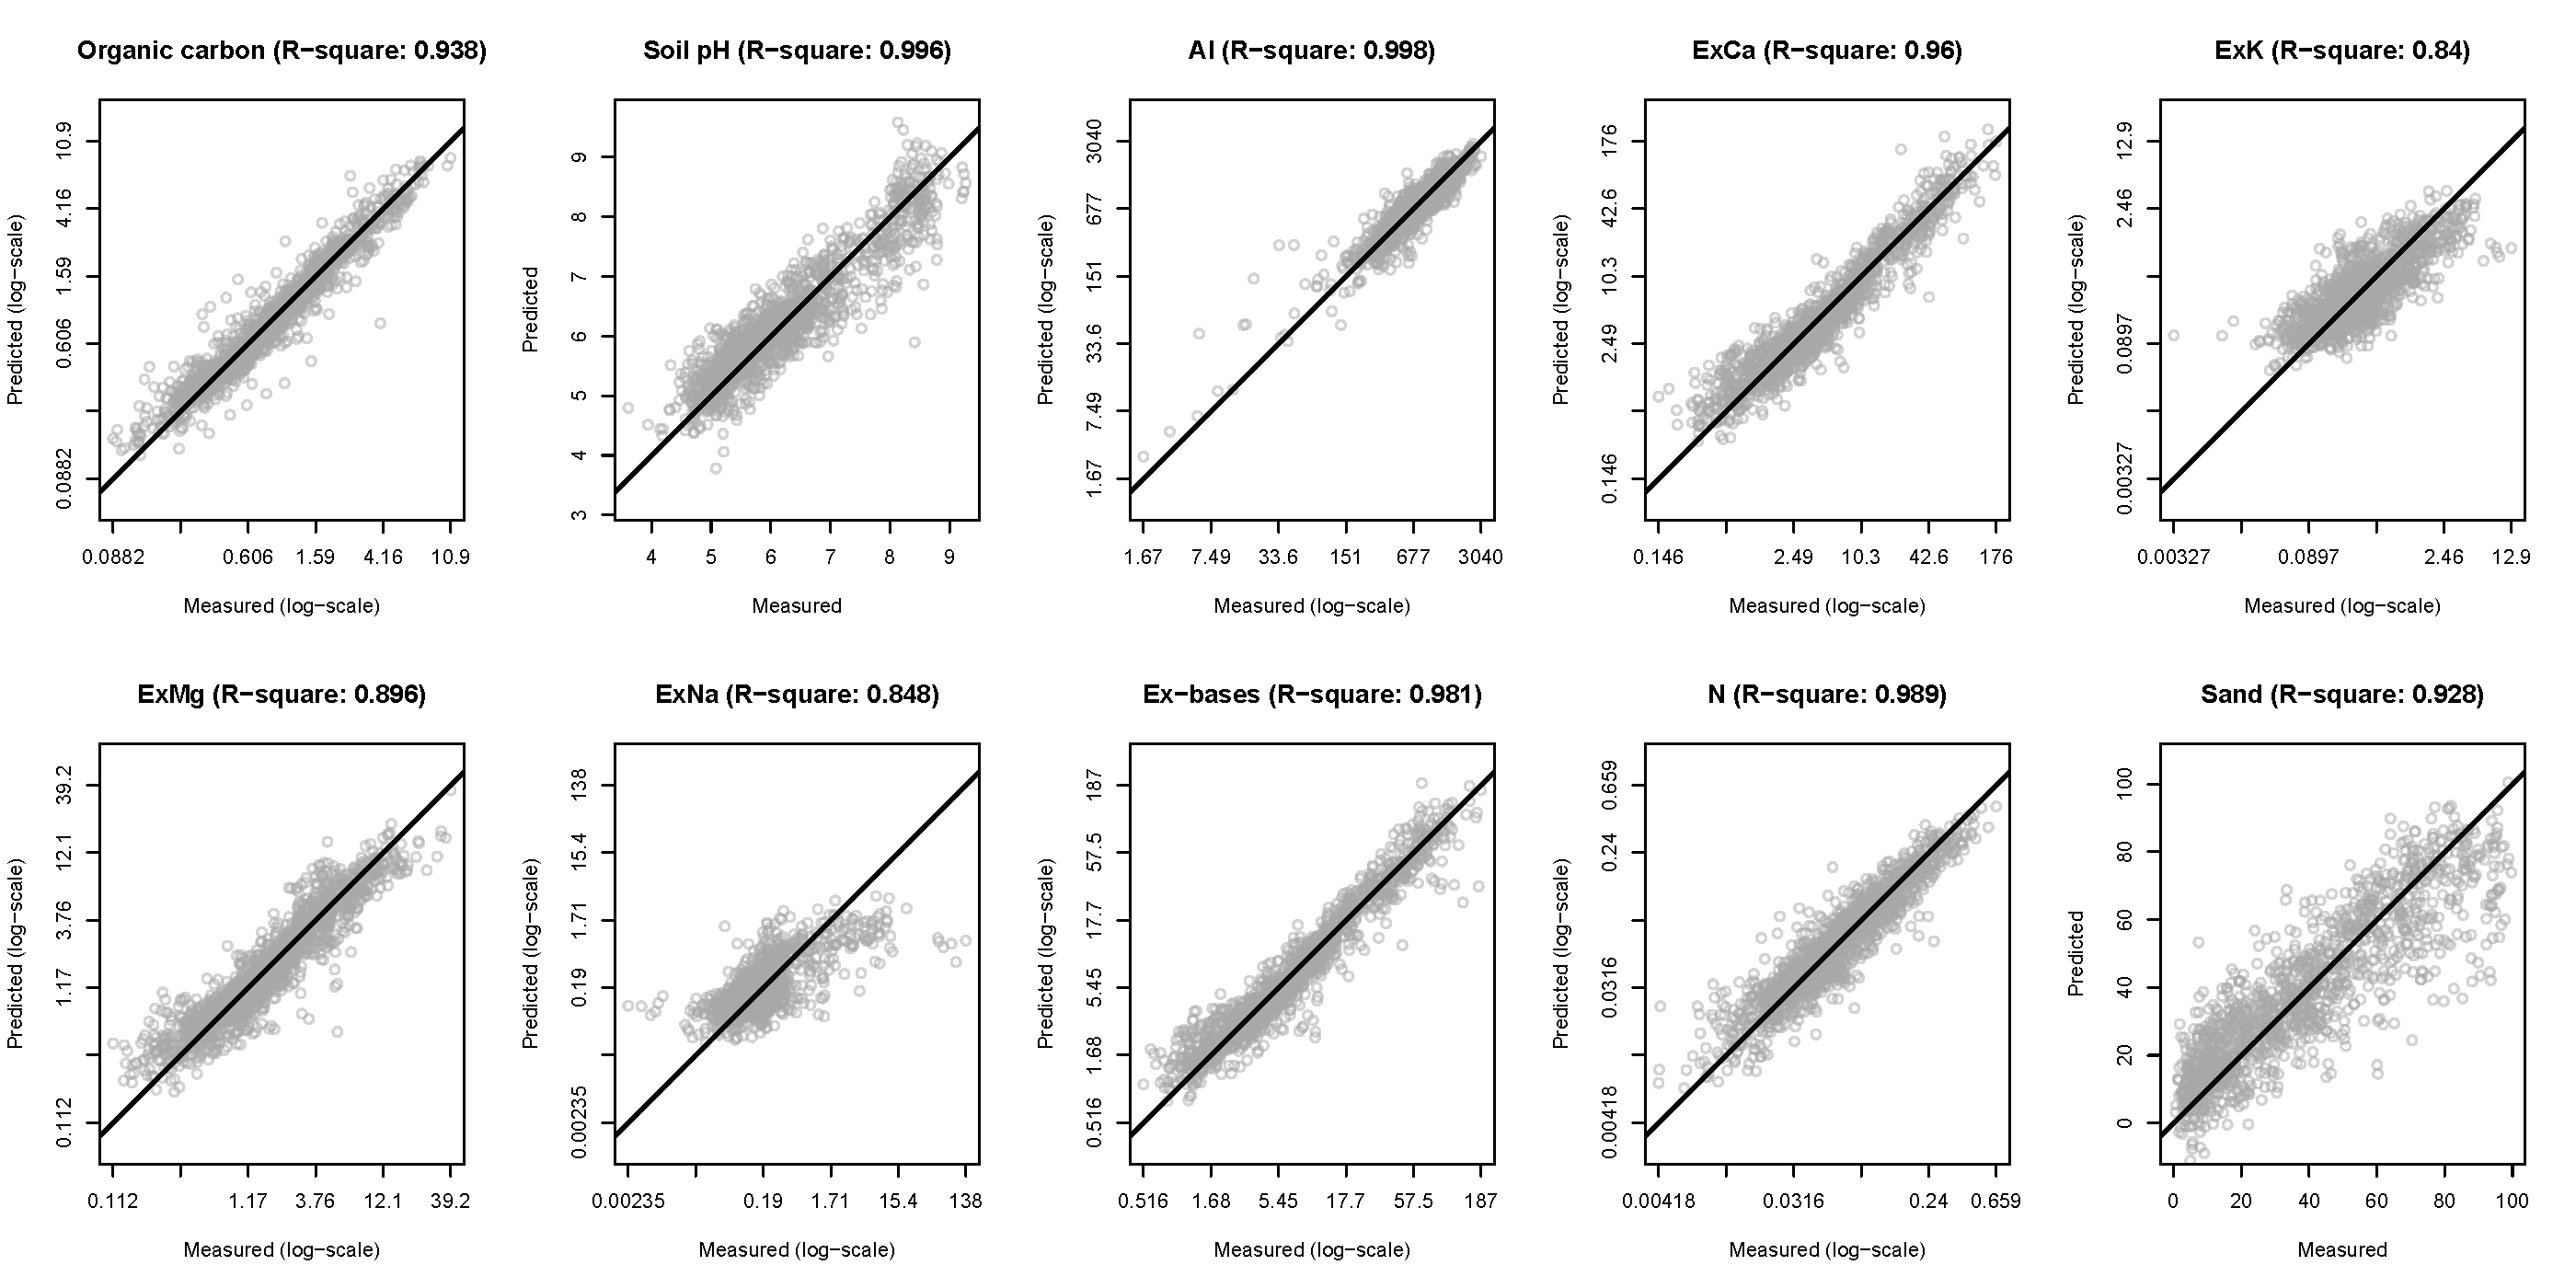 Organic carbon (R−square: 0.938)
Predicted (log−scale)
10.9
4.16
1.59
0.606
0.0882
0.0882 0.606 1.59 4.16 10.9
Measured (log−scale)
Soil pH (R−square: 0.996)
Predicted
9
8
7
6
5
4
3
4 5 6 7 8 9
Measured
Al (R−square: 0.998)
Predicted (log−scale)
3040
677
151
33.6
7.49
1.67
1.67 7.49 33.6 151 677 3040
Measured (log−scale)
ExCa (R−square: 0.96)
Predicted (log−scale)
176
42.6
10.3
2.49
0.146
0.146 2.49 10.3 42.6 176
Measured (log−scale)
ExK (R−square: 0.84)
Predicted (log−scale)
12.9
2.46
0.0897
0.00327
0.00327 0.0897 2.46 12.9
Measured (log−scale)
ExMg (R−square: 0.896)
Predicted (log−scale)
39.2
12.1
3.76
1.17
0.112
0.112 1.17 3.76 12.1 39.2
Measured (log−scale)
ExNa (R−square: 0.848)
Predicted (log−scale)
138
15.4
1.71
0.19
0.00235
0.00235 0.19 1.71 15.4 138
Measured (log−scale)
Ex−bases (R−square: 0.981)
Predicted (log−scale)
187
57.5
17.7
5.45
1.68
0.516
0.516 1.68 5.45 17.7 57.5 187
Measured (log−scale)
N (R−square: 0.989)
Predicted (log−scale)
0.659
0.24
0.0316
0.00418
0.00418 0.0316 0.24 0.659
Measured (log−scale)
Sand (R−square: 0.928)
Predicted
100
80
60
40
20
0
0 20 40 60 80 100
Measured